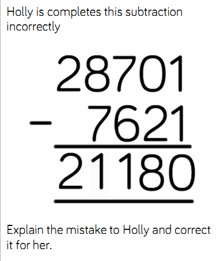 Holly is completes this subtraction
incorrectly
28701
- 7621
21180
Explain the mistake to Holly and correct
it for her.